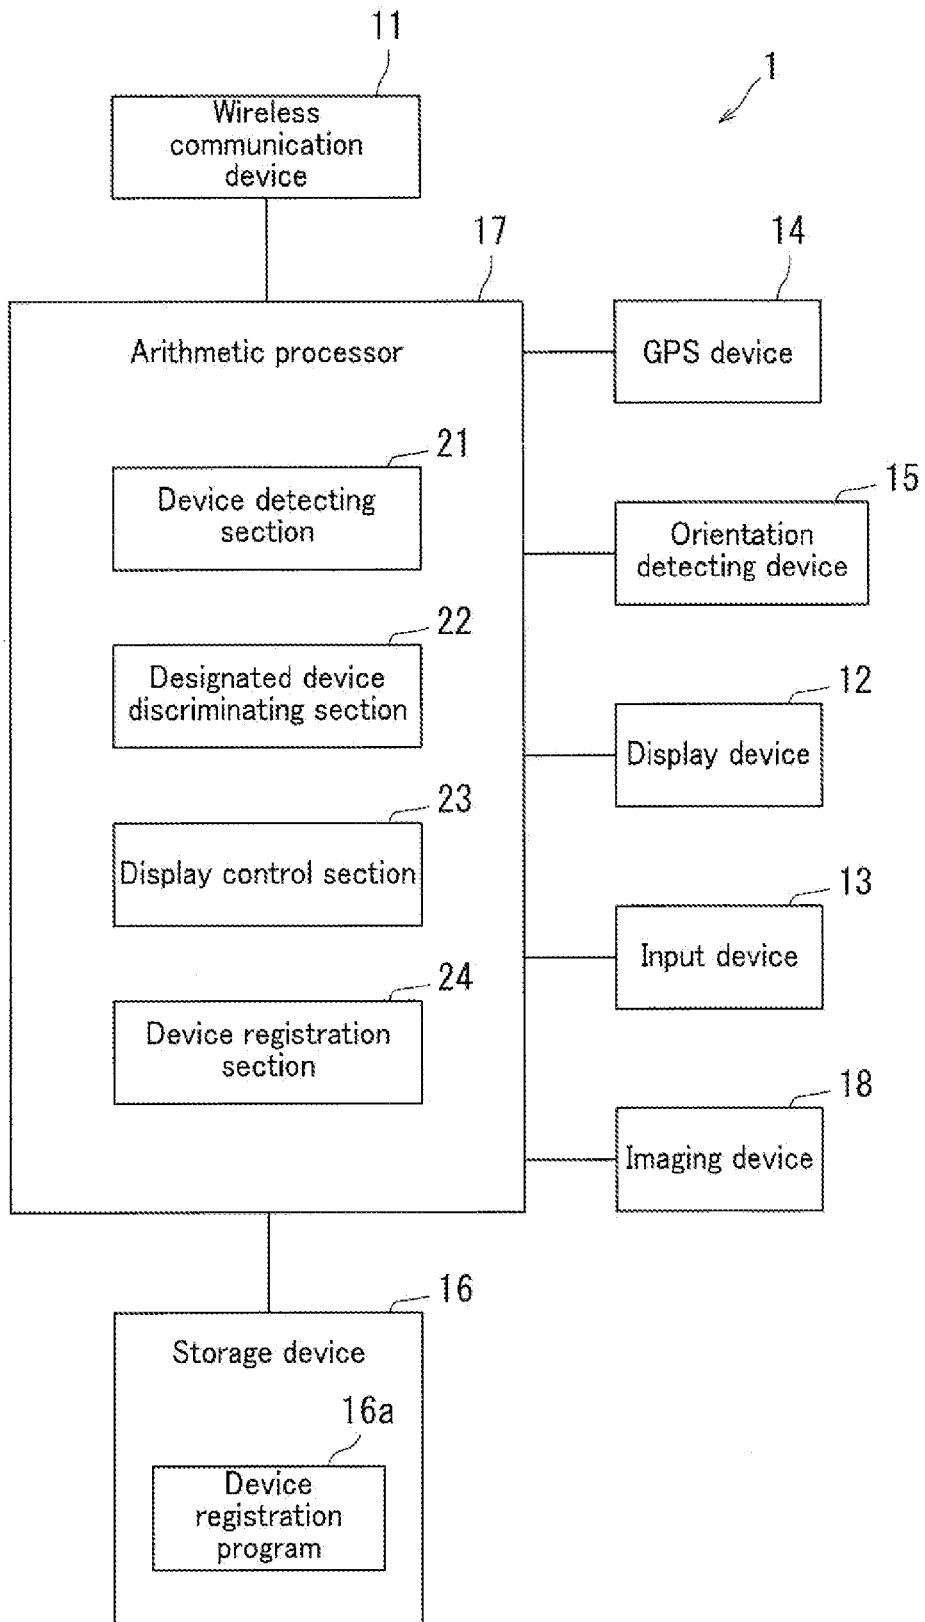 11
1
Wireless
communication
device
17
14
Arithmetic processor
GPS device
21
Device detecting
section
15
Orientation
detecting device
22
Designated device
discriminating section
12
Display device
23
Display control section
13
Input device
24
Device registration
section
18
Imaging device
16
Storage device
16a
Device
registration
program